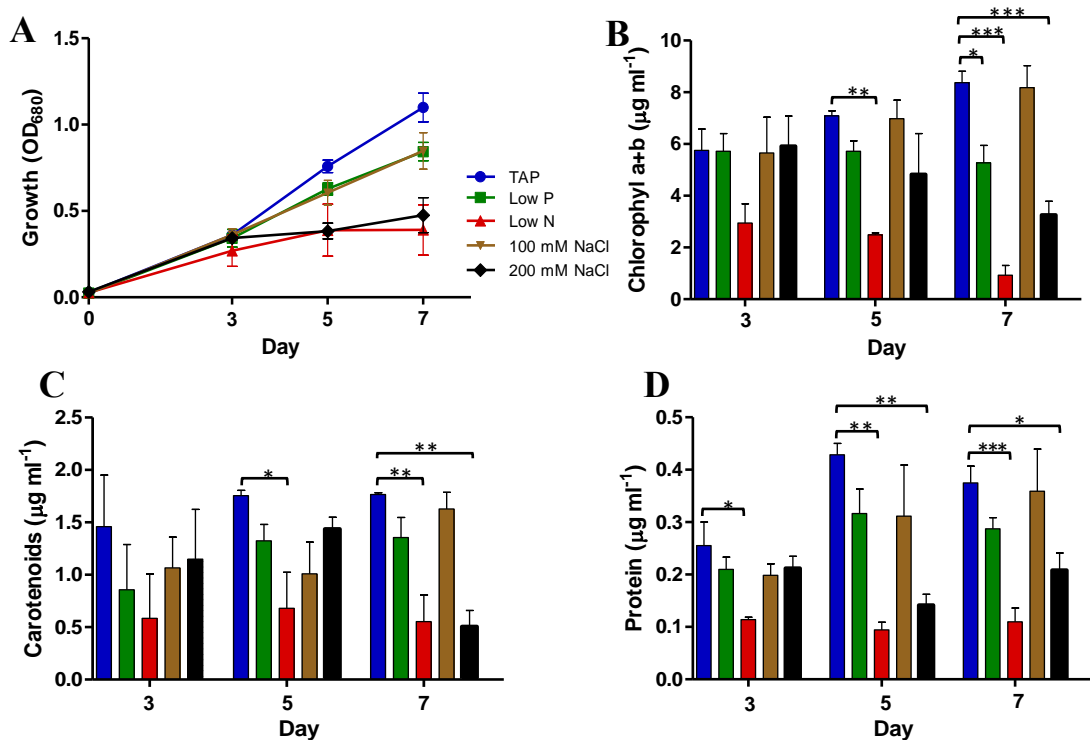 A
Growth (OD680)
1.5
1.0
0.5
0.0
0 3 5 7
Day
TAP
Low P
Low N
100 mM NaCl
200 mM NaCl
B
Chlorophyl a+b (µg ml-1)
10
8
6
4
2
0
**
***
***
*
3 5 7
Day
C
Carotenoids (µg ml-1)
2.5
2.0
1.5
1.0
0.5
0.0
*
**
**
3 5 7
Day
D
Protein (µg ml-1)
0.5
0.4
0.3
0.2
0.1
0.0
*
**
**
*
***
3 5 7
Day